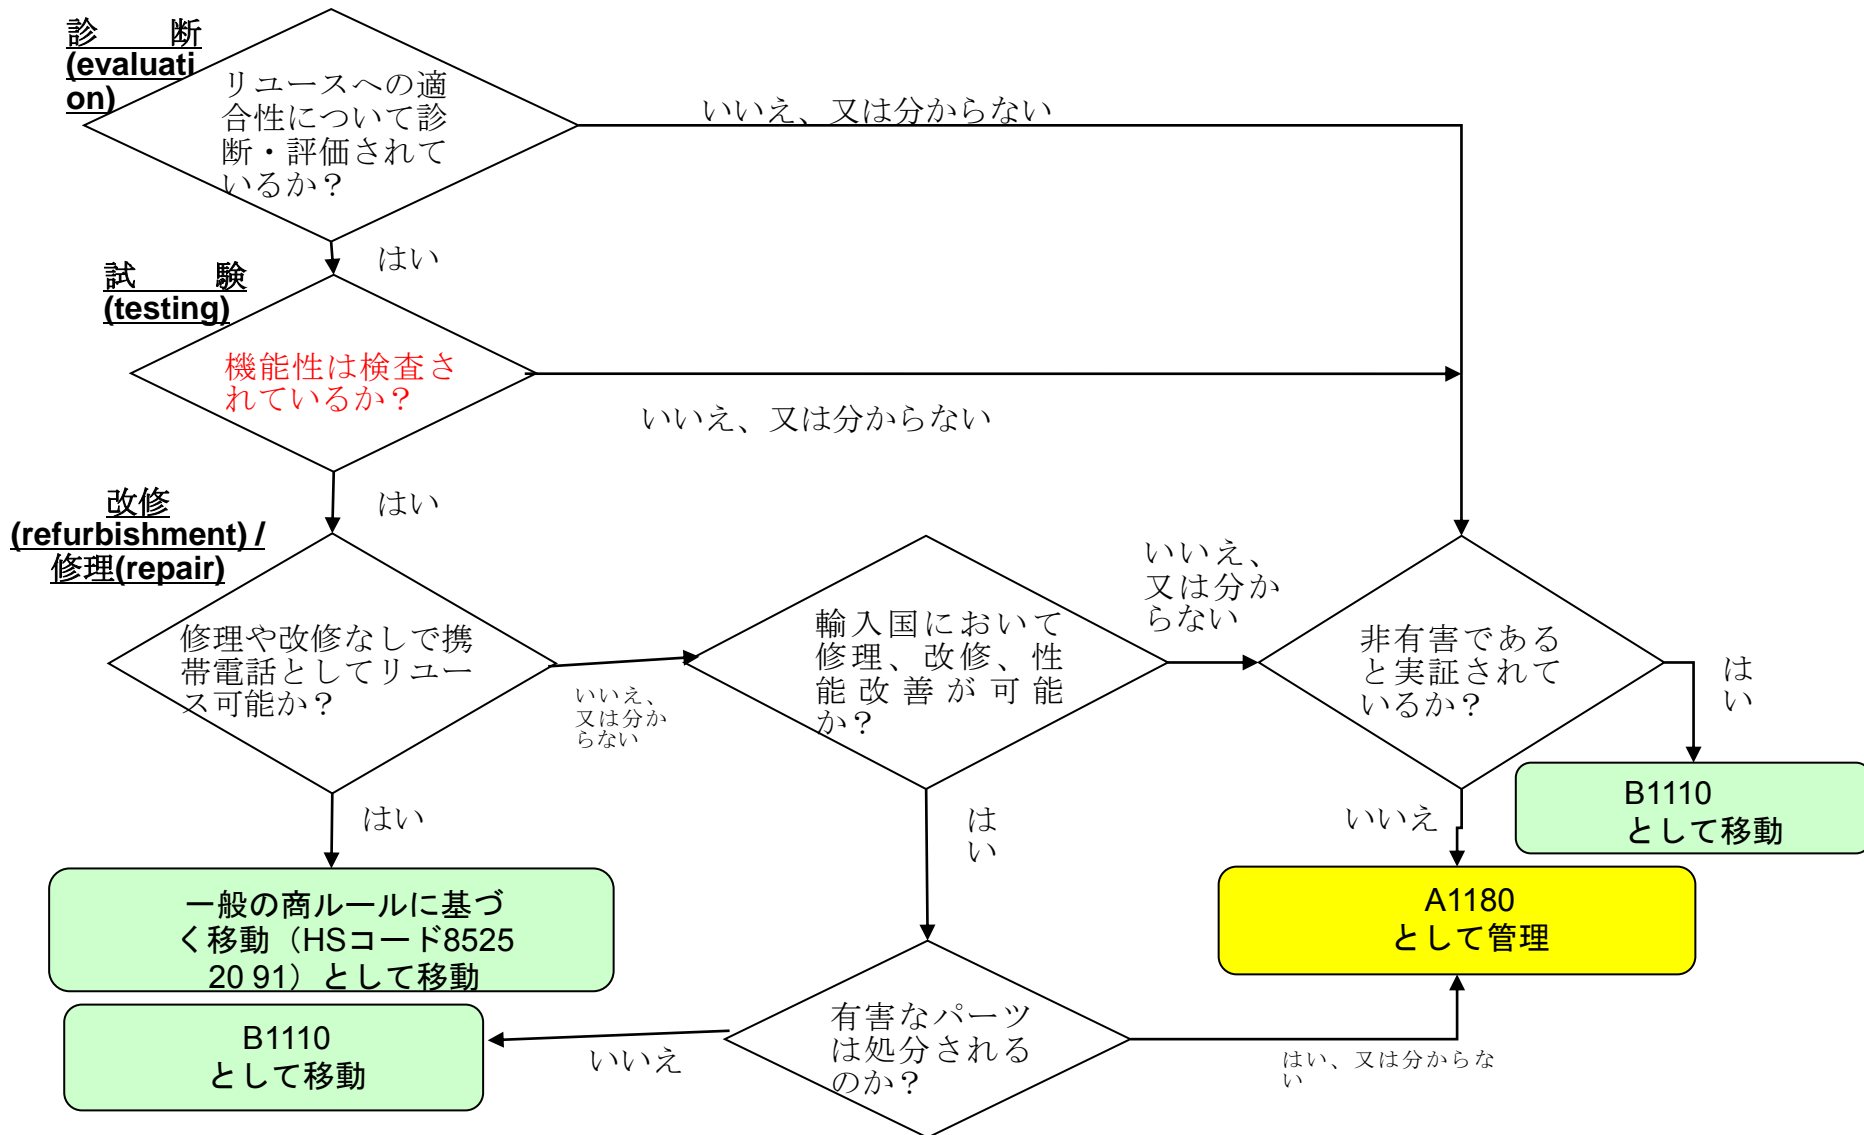 診　　断
(evaluati
on)
リユースへの適
合性について診
断・評価されて
いるか？
いいえ、又は分からない
はい
試　　験
(testing)
機能性は検査さ
れているか？
いいえ、又は分からない
はい
改修
(refurbishment) /
修理(repair)
修理や改修なしで携
帯電話としてリユー
ス可能か？
いいえ、
又は分か
らない
輸入国において
修理、改修、性
能改善が可能
か？
いいえ、
又は分か
らない
非有害である
と実証されて
いるか？
は
い
B1110
として移動
はい
は
い
いいえ
一般の商ルールに基づ
く移動（HSコード8525
20 91）として移動
A1180
として管理
有害なパーツ
は処分される
のか？
いいえ
B1110
として移動
はい、又は分からな
い